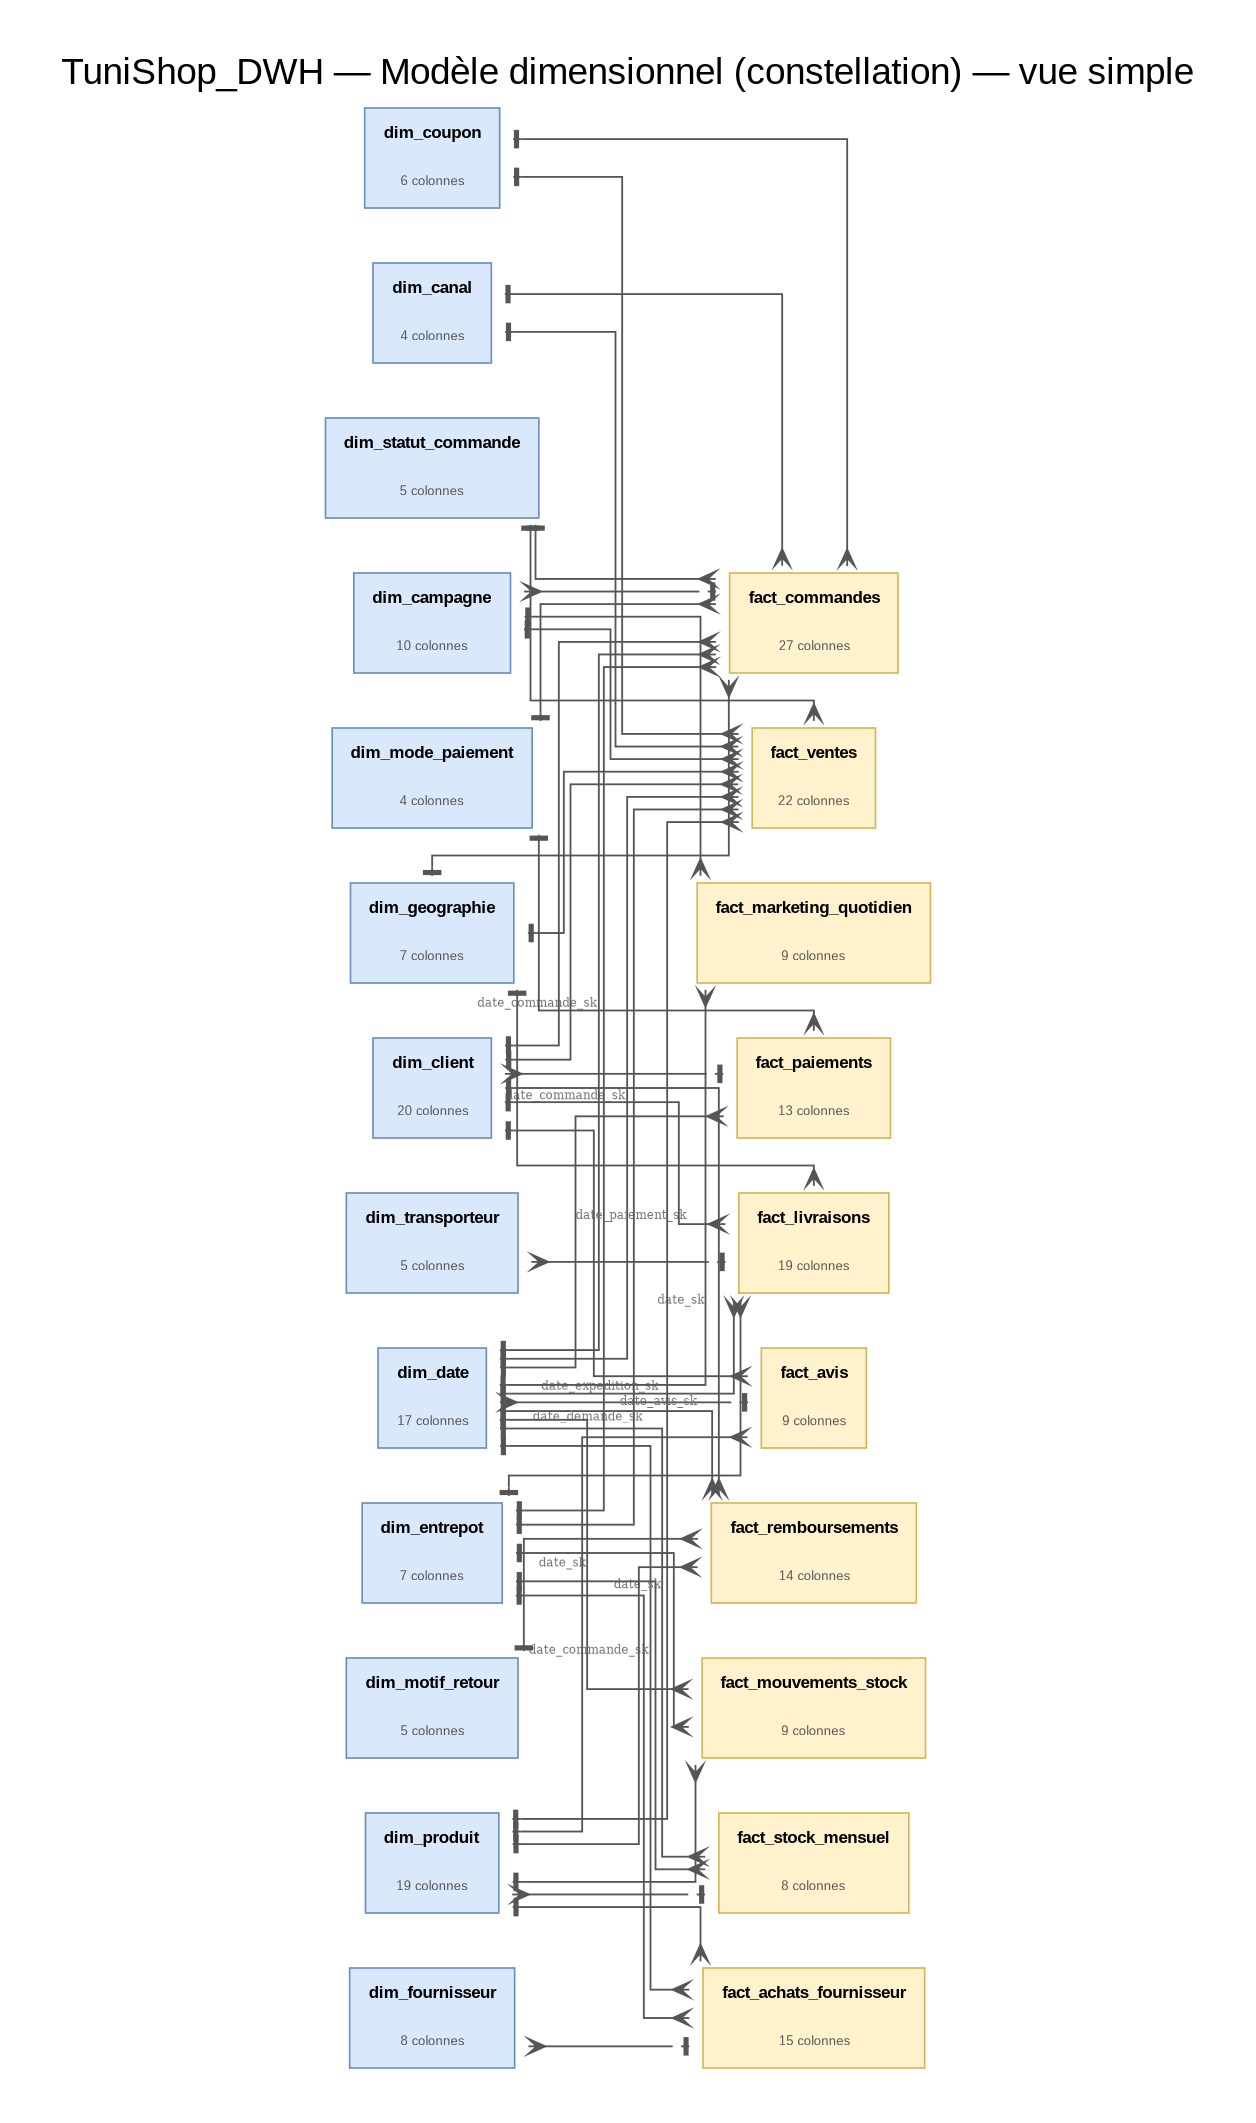 TuniShop_DWH — Modèle dimensionnel (constellation) — vue simple
dim_coupon
6 colonnes
dim_canal
4 colonnes
dim_statut_commande
5 colonnes
dim_campagne
10 colonnes
fact_commandes
27 colonnes
dim_mode_paiement
4 colonnes
fact_ventes
22 colonnes
dim_geographie
7 colonnes
fact_marketing_quotidien
9 colonnes
date_commande_sk
dim_client
20 colonnes
fact_paiements
13 colonnes
date_commande_sk
dim_transporteur
5 colonnes
date_paiement_sk
fact_livraisons
19 colonnes
date_sk
dim_date
17 colonnes
date_expedition_sk
date_avis_sk
date_demande_sk
fact_avis
9 colonnes
dim_entrepot
7 colonnes
fact_remboursements
14 colonnes
date_sk
date_sk
date_commande_sk
dim_motif_retour
5 colonnes
fact_mouvements_stock
9 colonnes
dim_produit
19 colonnes
fact_stock_mensuel
8 colonnes
dim_fournisseur
8 colonnes
fact_achats_fournisseur
15 colonnes